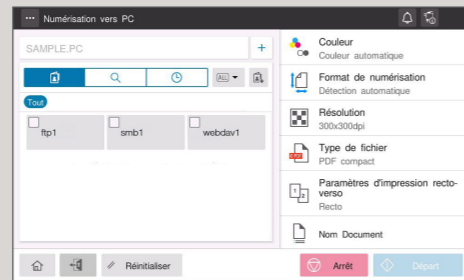 Numérisation vers PC
SAMPLE.PC
+
ALL
Tout
ftp1
smb1
webdav1
Couleur
Couleur automatique
Format de numérisation
Détection automatique
Résolution
300x300dpi
Type de fichier
PDF compact
Paramètres d'impression recto-
verso
Recto
Nom Document
Réinitialiser
Arrêt
Départ